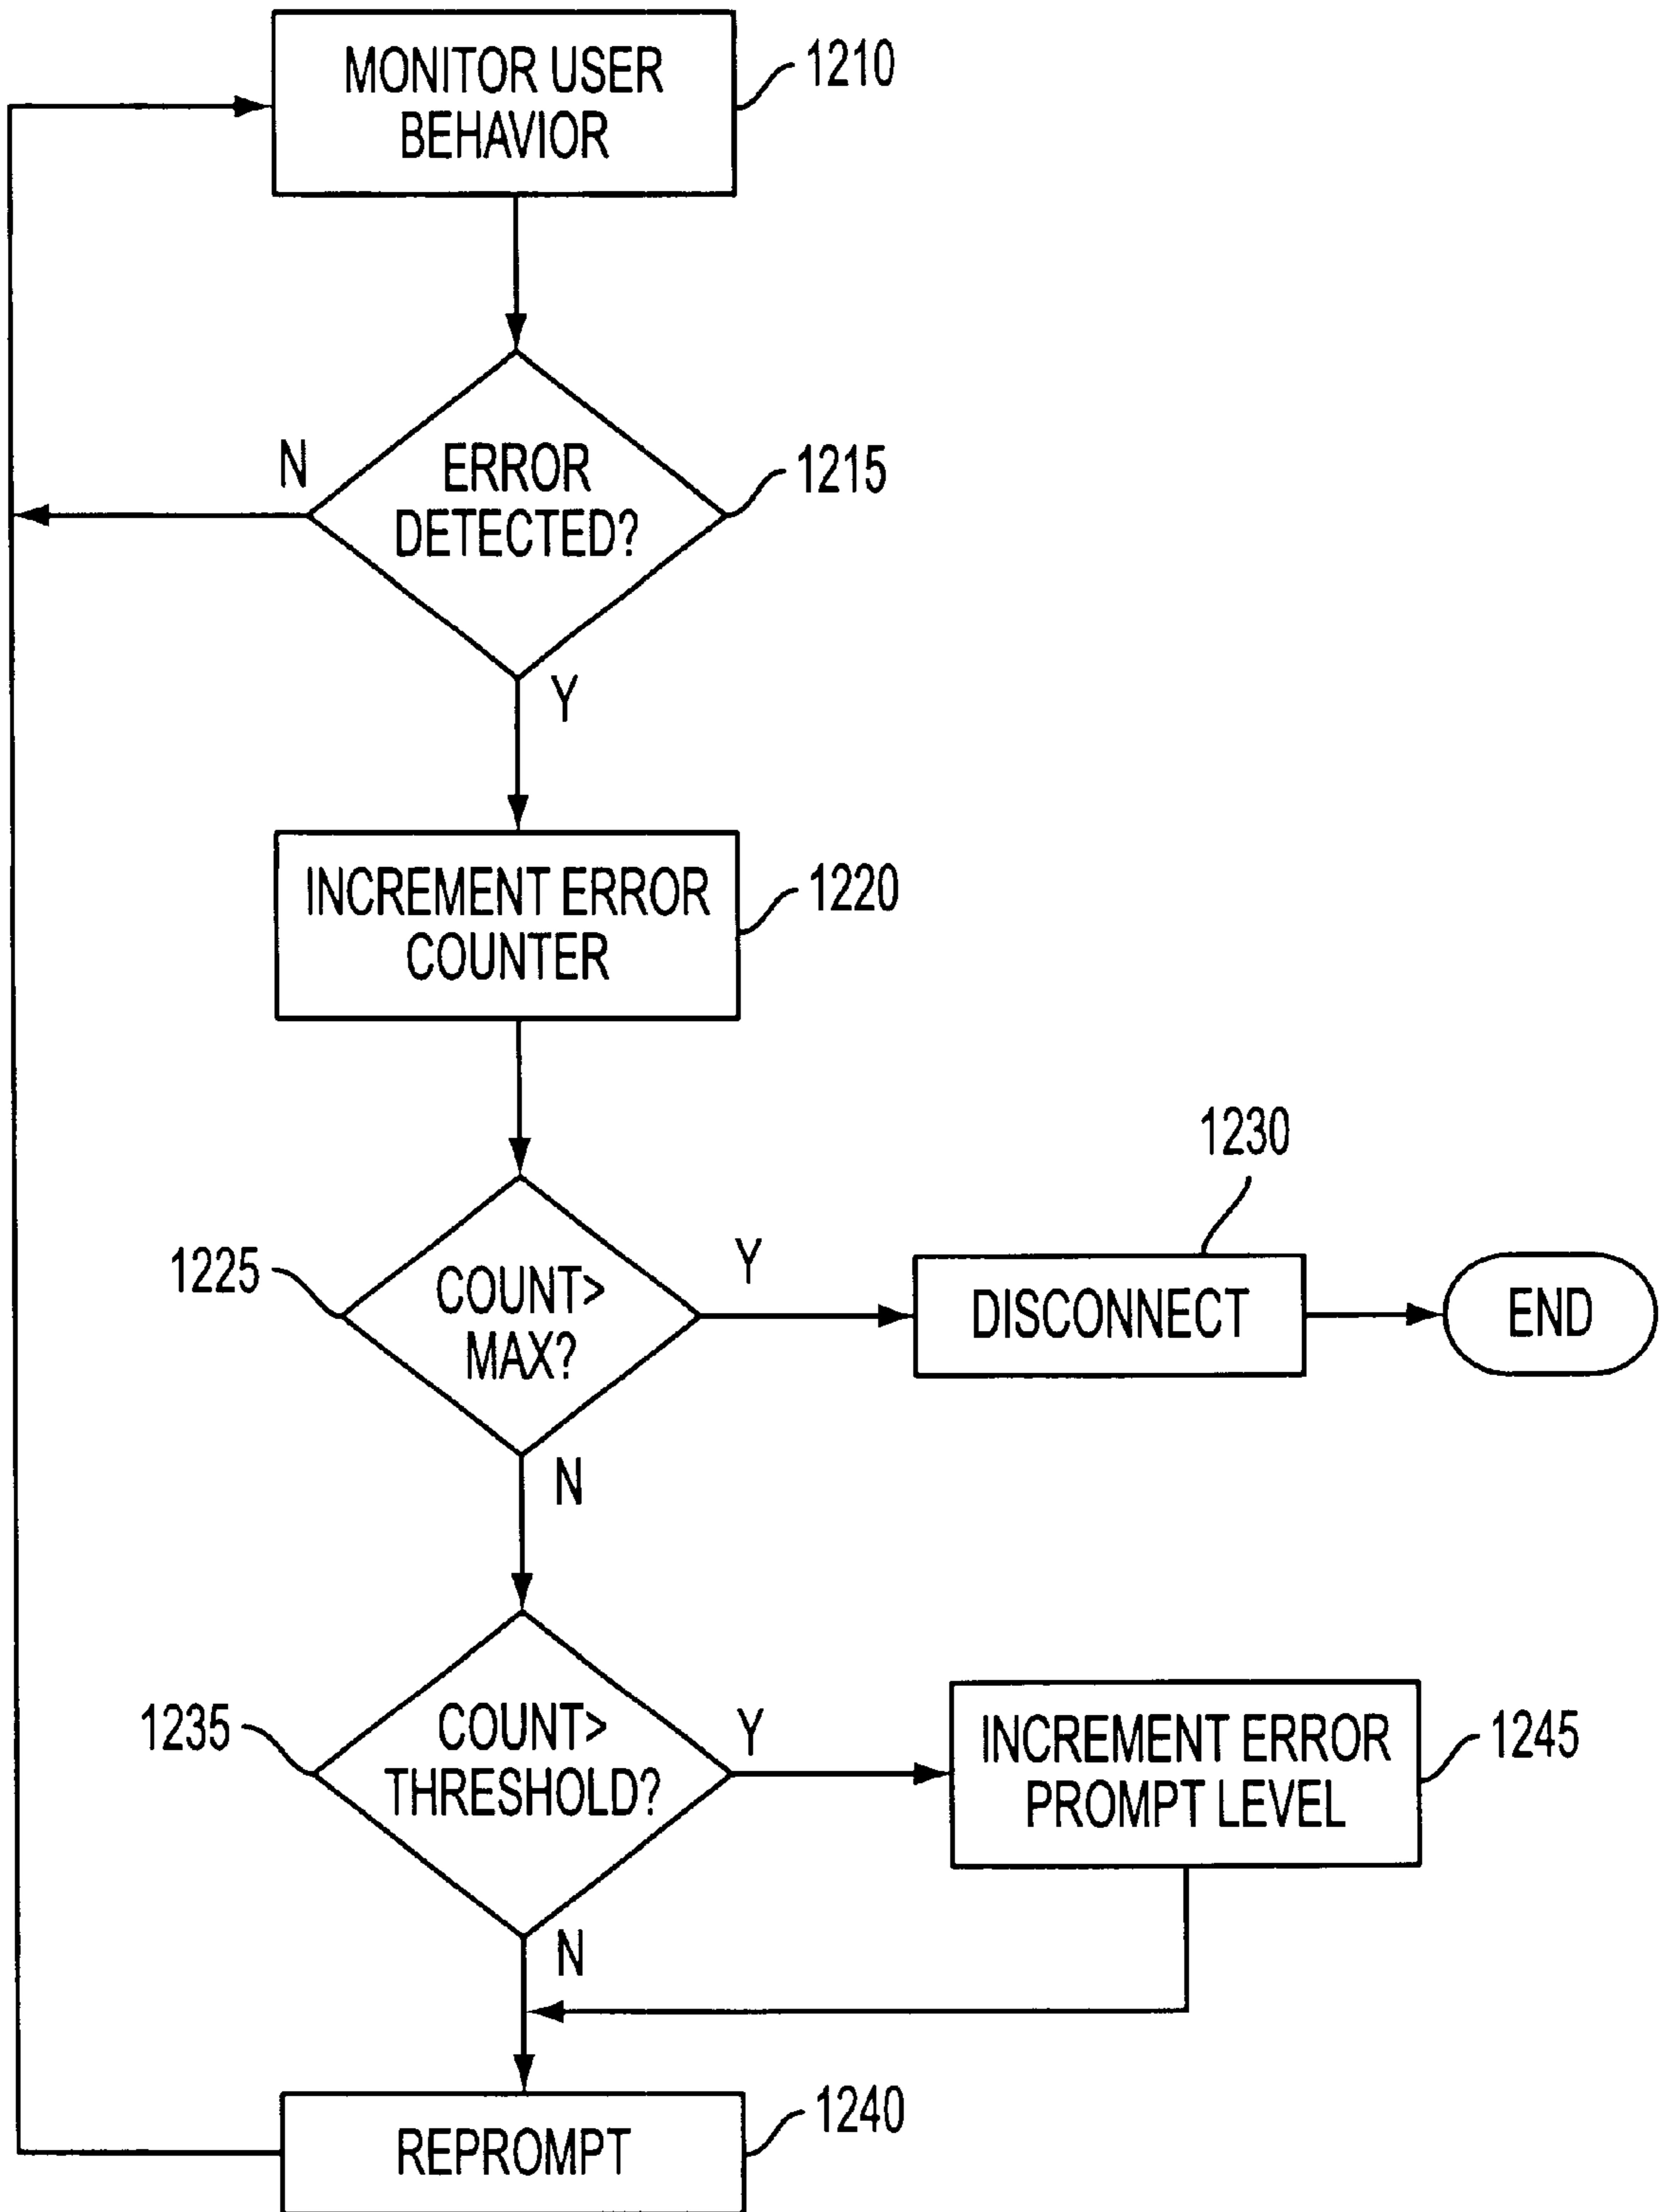 MONITOR USER
BEHAVIOR
1210
N
ERROR
DETECTED?
1215
Y
INCREMENT ERROR
COUNTER
1220
1225
COUNT>
MAX?
Y
1230
DISCONNECT
END
N
1235
COUNT>
THRESHOLD?
Y
INCREMENT ERROR
PROMPT LEVEL
1245
N
REPROMPT
1240